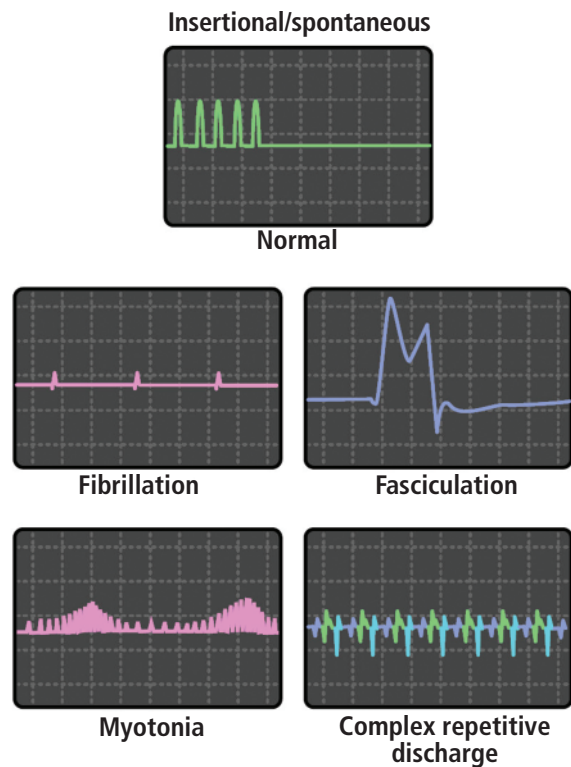 Insertional/spontaneous
Normal
Fibrillation
Fasciculation
Myotonia
Complex repetitive
discharge